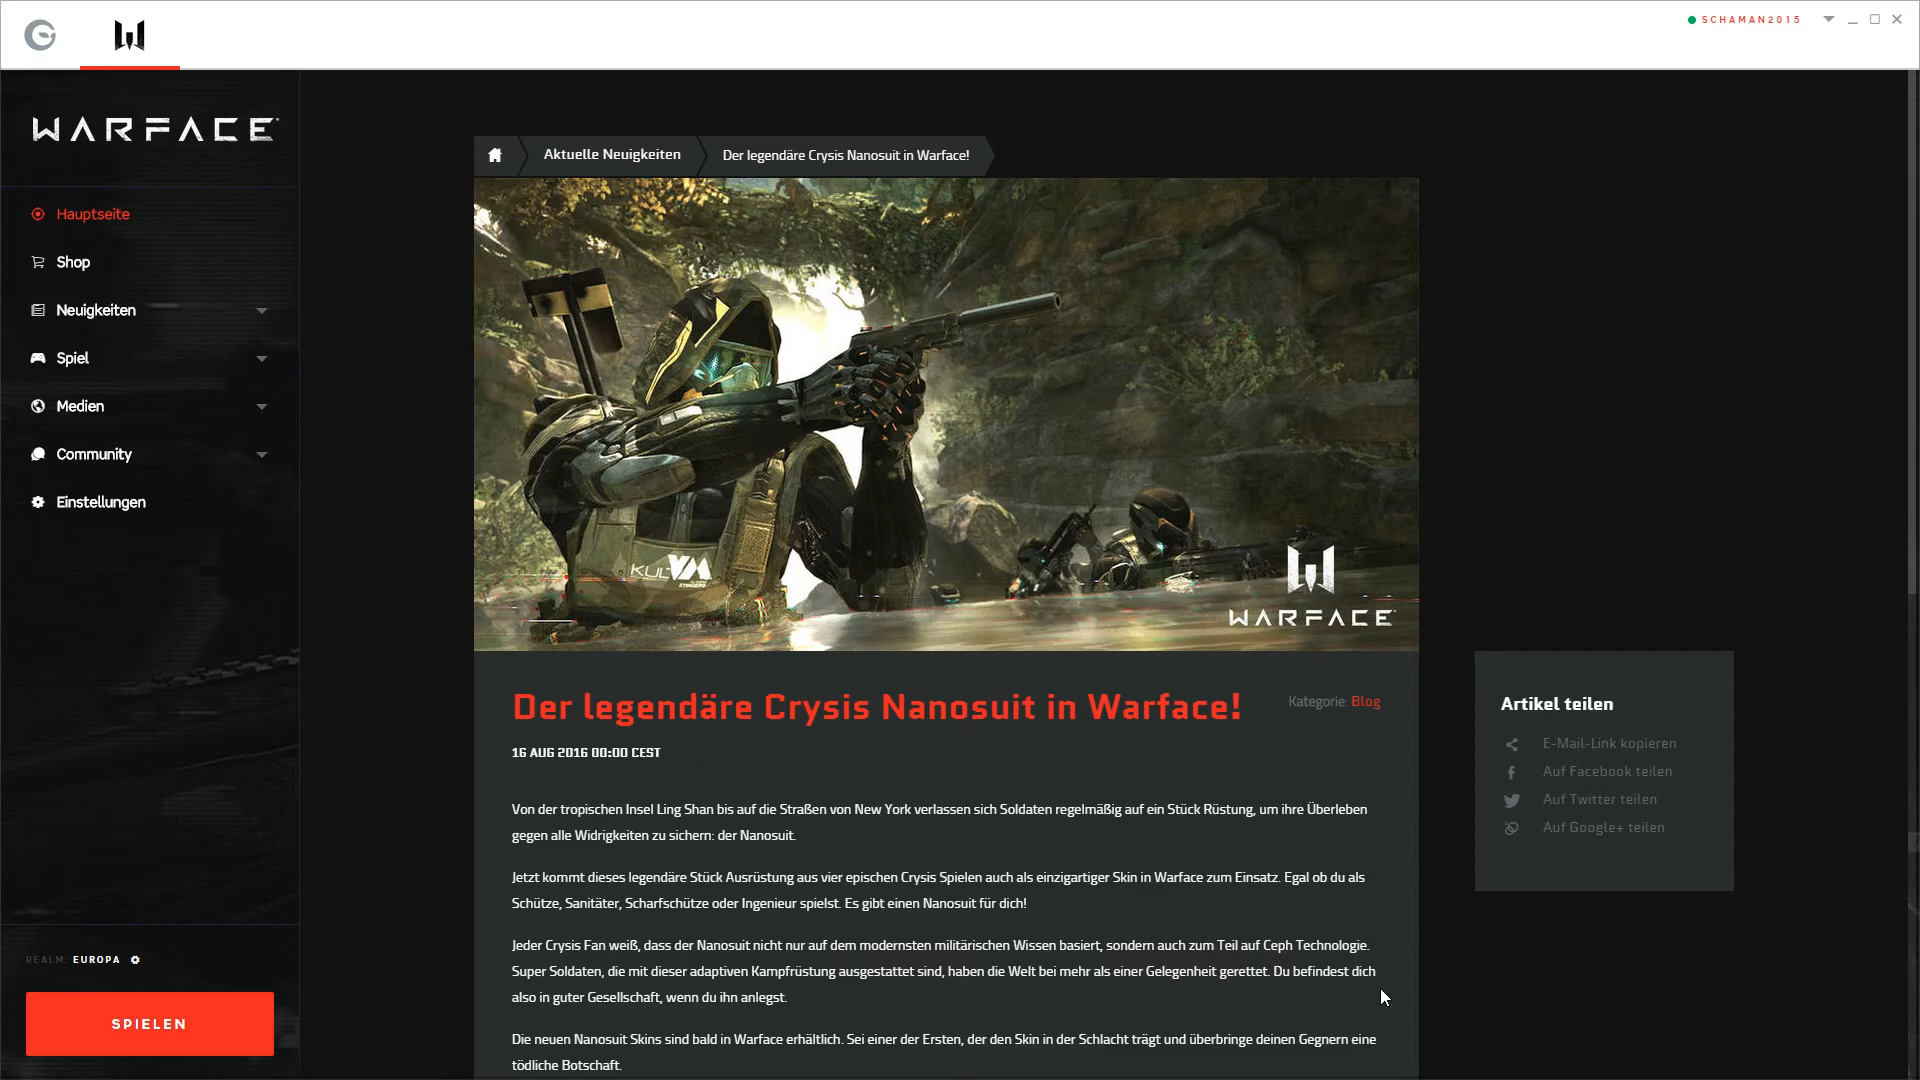 SCHAMAN2015
WARFACE
Hauptseite
Shop
Neuigkeiten
Spiel
Medien
Community
Einstellungen
REALM: EUROPA
SPIELEN
Aktuelle Neuigkeiten
Der legendäre Crysis Nanosuit in Warface!
WARFACE
Der legendäre Crysis Nanosuit in Warface!
Kategorie: Blog
16 AUG 2016 00:00 CEST
Von der tropischen Insel Ling Shan bis auf die Straßen von New York verlassen sich Soldaten regelmäßig auf ein Stück Rüstung, um ihre Überleben
gegen alle Widrigkeiten zu sichern: der Nanosuit.
Jetzt kommt dieses legendäre Stück Ausrüstung aus vier epischen Crysis Spielen auch als einzigartiger Skin in Warface zum Einsatz. Egal ob du als
Schütze, Sanitäter, Scharfschütze oder Ingenieur spielst. Es gibt einen Nanosuit für dich!
Jeder Crysis Fan weiß, dass der Nanosuit nicht nur auf dem modernsten militärischen Wissen basiert, sondern auch zum Teil auf Ceph Technologie.
Super Soldaten, die mit dieser adaptiven Kampfrüstung ausgestattet sind, haben die Welt bei mehr als einer Gelegenheit gerettet. Du befindest dich
also in guter Gesellschaft, wenn du ihn anlegst.
Die neuen Nanosuit Skins sind bald in Warface erhältlich. Sei einer der Ersten, der den Skin in der Schlacht trägt und überbringe deinen Gegnern eine
tödliche Botschaft.
Artikel teilen
E-Mail-Link kopieren
Auf Facebook teilen
Auf Twitter teilen
Auf Google+ teilen